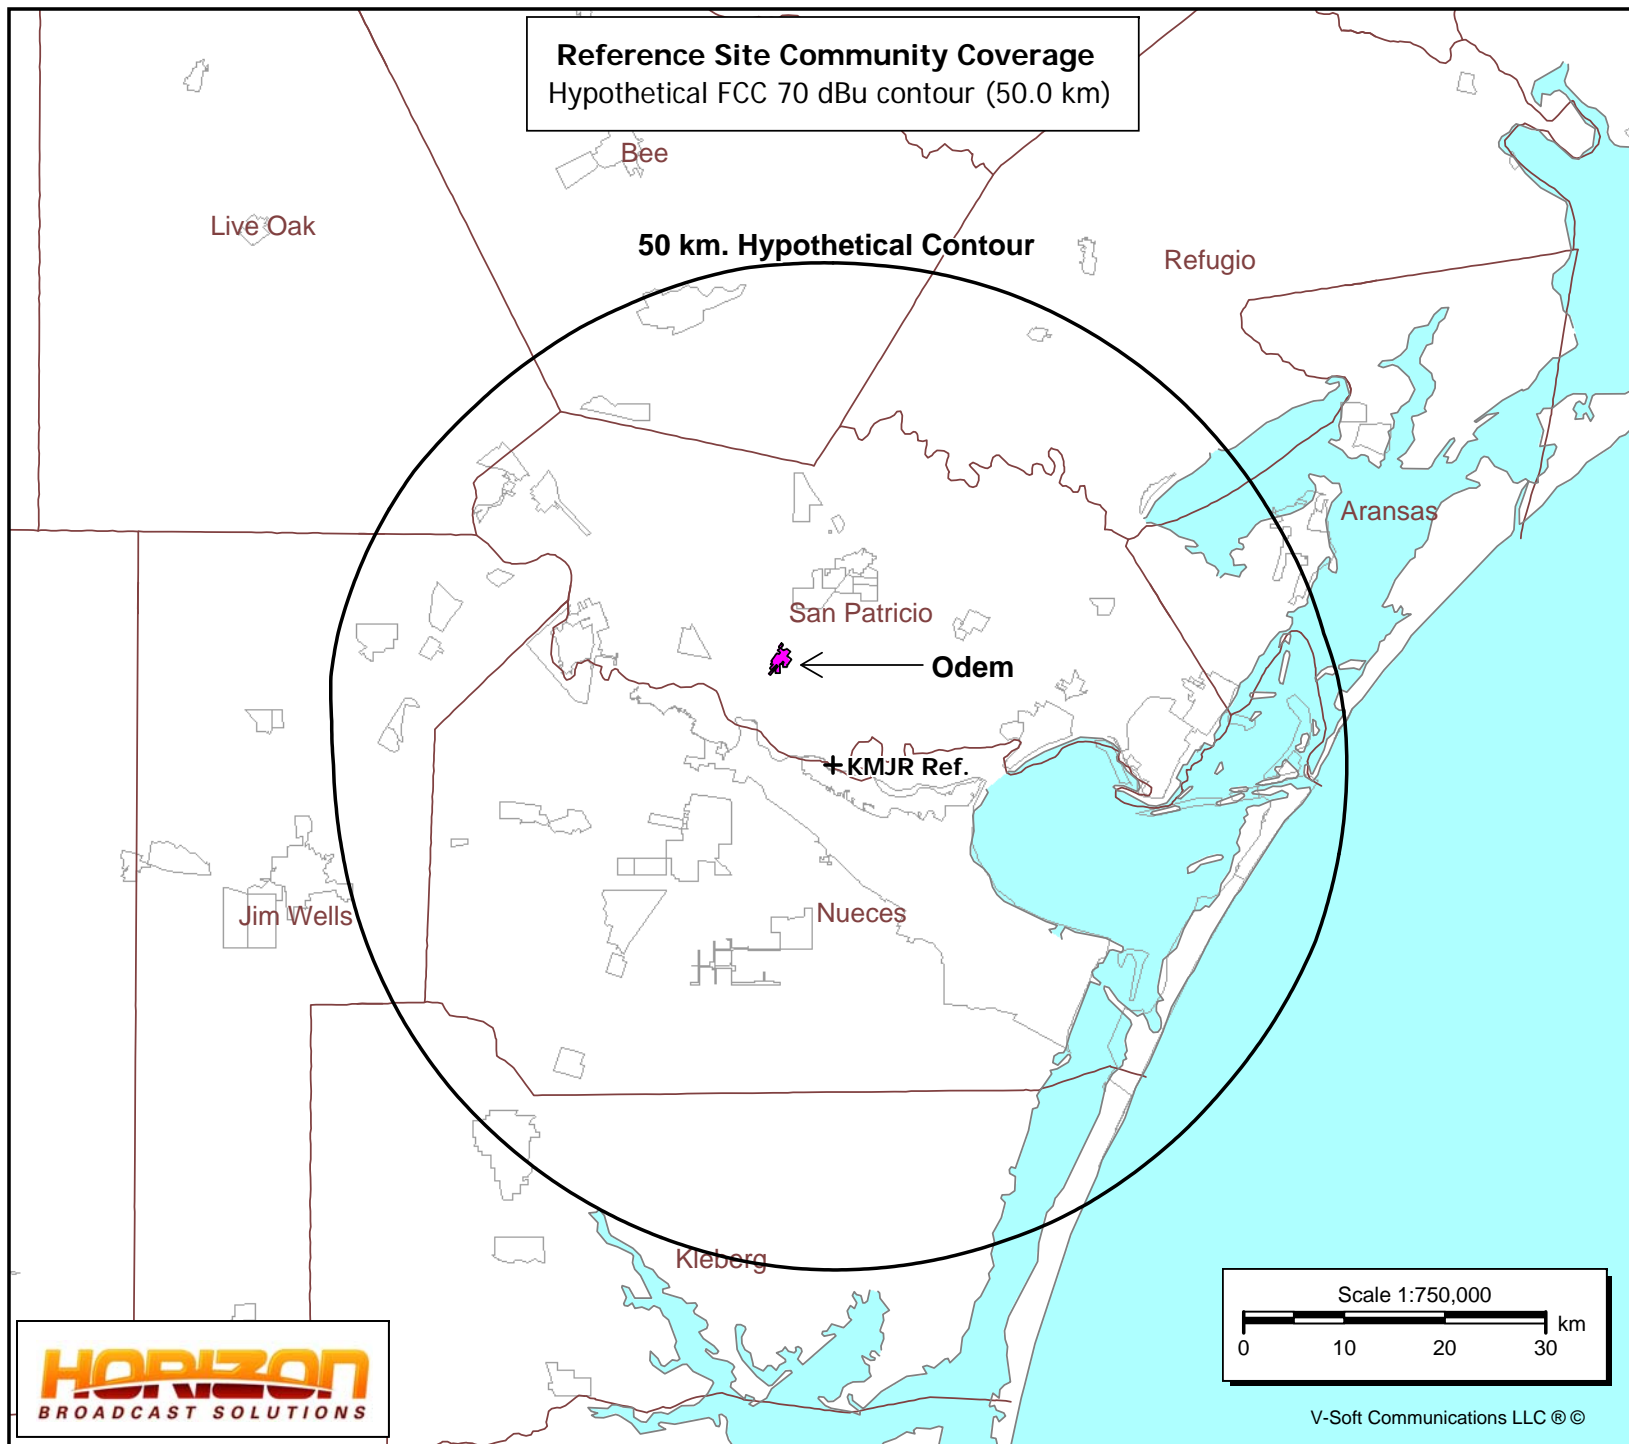 Reference Site Community Coverage
Hypothetical FCC 70 dBu contour (50.0 km)
Bee
Live Oak
50 km. Hypothetical Contour
Refugio
Aransas
San Patricio
Odem
KMJR Ref.
Jim Wells
Nueces
Kleberg
Scale 1:750,000
km
0 10 20 30
HORIZON
BROADCAST SOLUTIONS
V-Soft Communications LLC ® ©